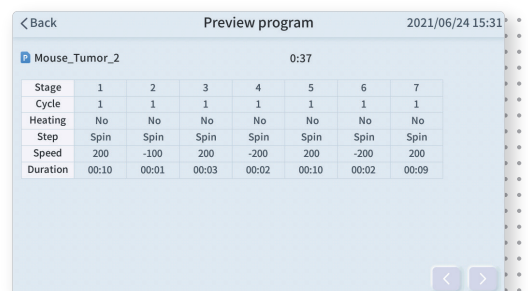 Back Preview program 2021/06/24 15:31
P Mouse_Tumor_2 0:37
Stage 1 2 3 4 5 6 7
Cycle 1 1 1 1 1 1 1
Heating No No No No No No No
Step Spin Spin Spin Spin Spin Spin Spin
Speed 200 -100 200 -200 200 -200 200
Duration 00:10 00:01 00:03 00:02 00:10 00:02 00:09